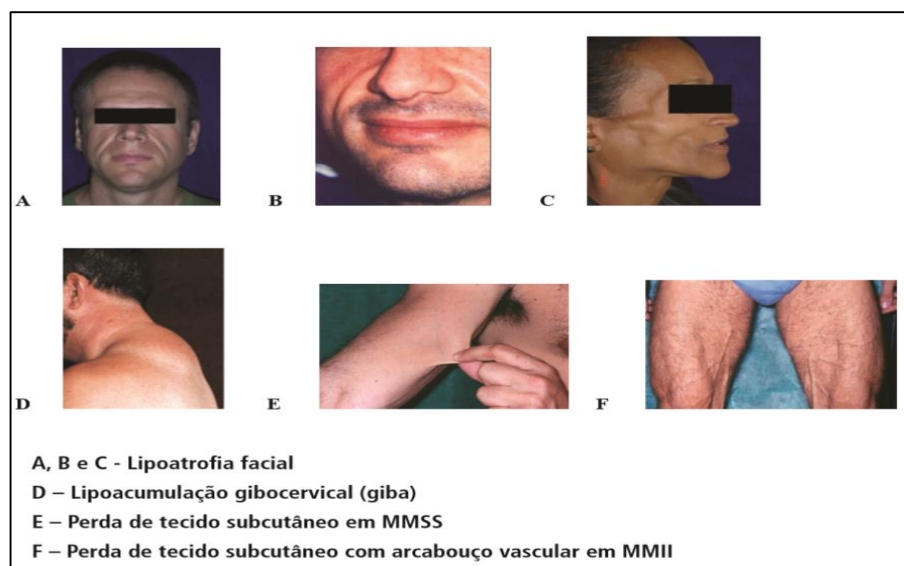 A
B
C
D
E
F
A, B e C - Lipoatrofia facial
D – Lipoacumulação gibocervical (giba)
E – Perda de tecido subcutâneo em MMSS
F – Perda de tecido subcutâneo com arcabouço vascular em MMII